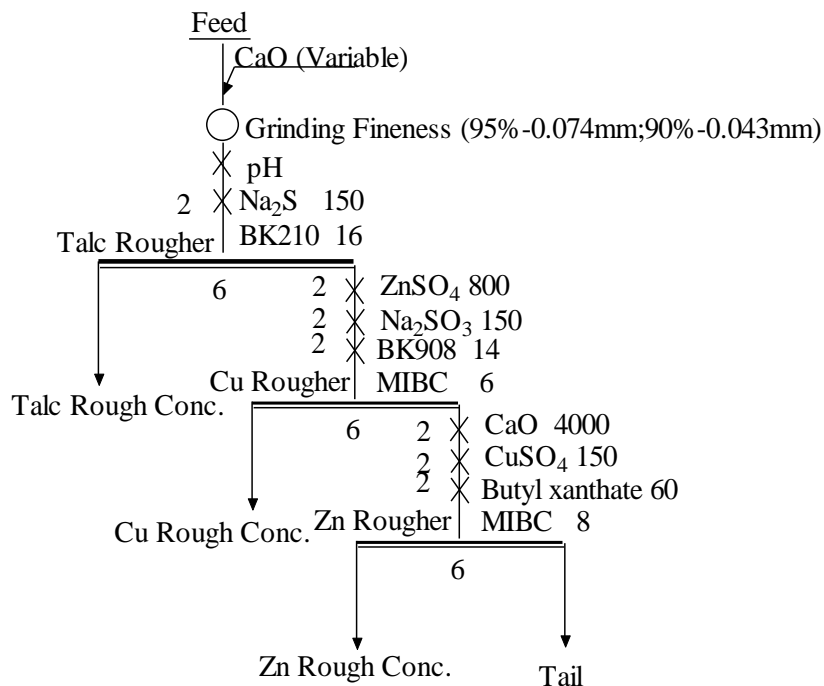 Feed
CaO (Variable)
Grinding Fineness (95%-0.074mm;90%-0.043mm)
pH
2 Na₂S 150
Talc Rougher BK210 16
6 2 ZnSO₄ 800
2 Na₂SO₃ 150
2 BK908 14
Talc Rough Conc. Cu Rougher MIBC 6
6 2 CaO 4000
2 CuSO₄ 150
2 Butyl xanthate 60
Cu Rough Conc. Zn Rougher MIBC 8
6
Zn Rough Conc. Tail